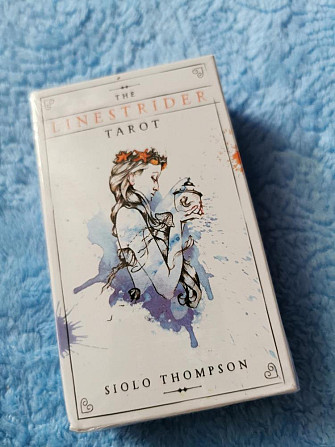 THE
LINESTRIDER
TAROT
SIOLO THOMPSON